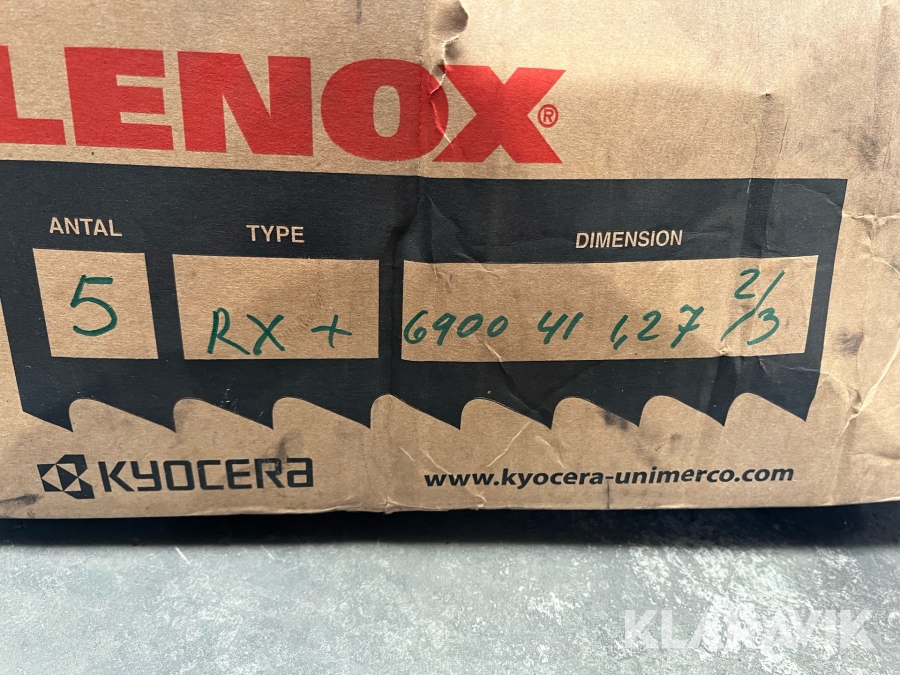 LENOX®
ANTAL TYPE DIMENSION
5 RX + 6900 41 1,27 2/3
KYOCERA www.kyocera-unimerco.com
KLARAVIK